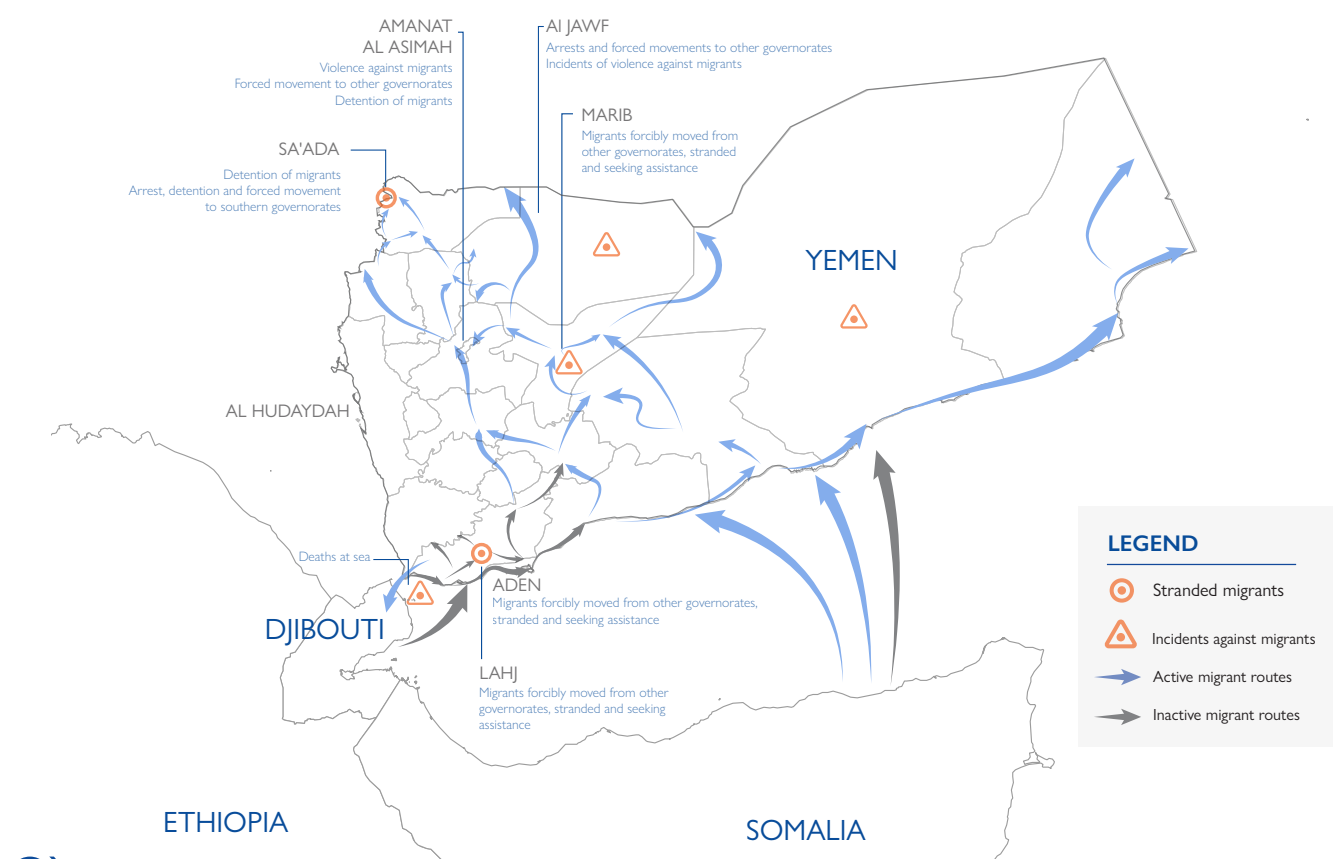 AMANAT
AL ASIMAH
Violence against migrants
Forced movement to other governorates
Detention of migrants
Al JAWF
Arrests and forced movements to other governorates
Incidents of violence against migrants
MARIB
Migrants forcibly moved from
other governorates, stranded
and seeking assistance
SA'ADA
Detention of migrants
Arrest, detention and forced movement
to southern governorates
YEMEN
AL HUDAYDAH
Deaths at sea
ADEN
Migrants forcibly moved from other governorates,
stranded and seeking assistance
DJIBOUTI
LAHJ
Migrants forcibly moved from other
governorates, stranded and seeking
assistance
LEGEND
Stranded migrants
Incidents against migrants
Active migrant routes
Inactive migrant routes
ETHIOPIA
SOMALIA